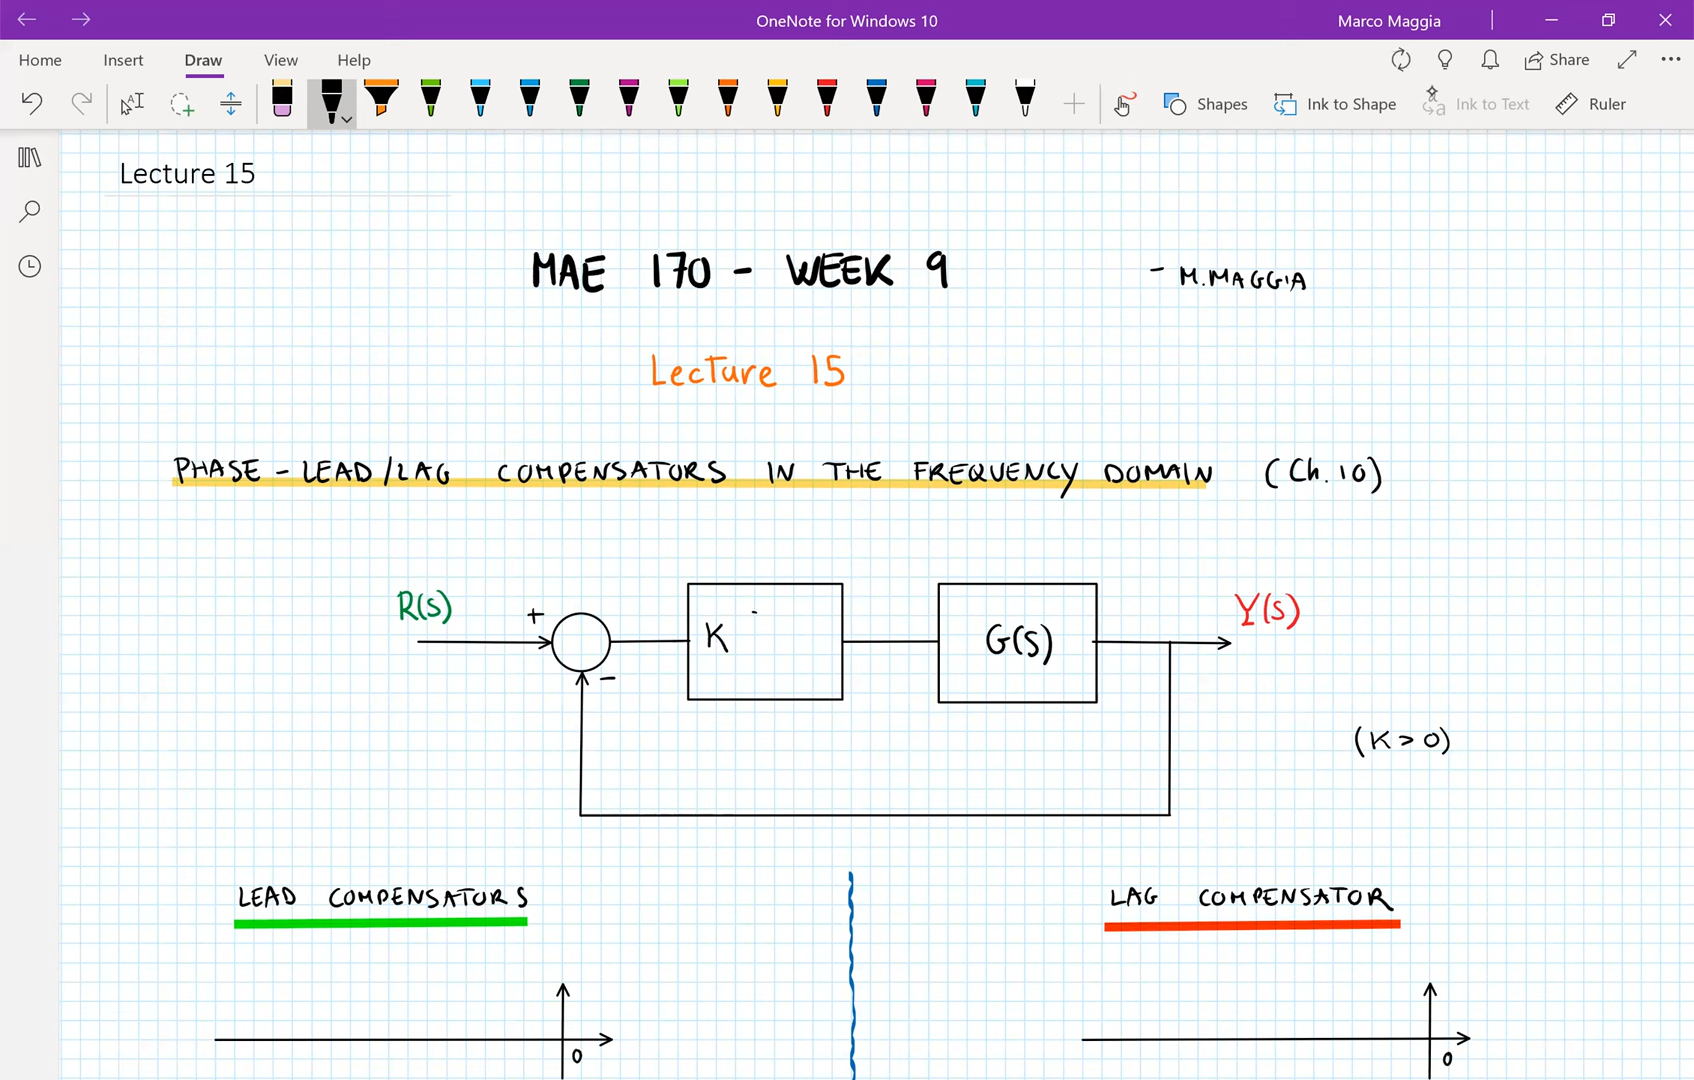 OneNote for Windows 10
Marco Maggia
Home Insert Draw View Help
Share
Shapes Ink to Shape Ink to Text Ruler
Lecture 15
MAE 170 - WEEK 9
- M.MAGGIA
Lecture 15
PHASE - LEAD/LAG COMPENSATORS IN THE FREQUENCY DOMAIN (Ch.10)
R(s)
+
K
G(s)
Y(s)
-
(K > 0)
LEAD COMPENSATORS
LAG COMPENSATOR
0
0